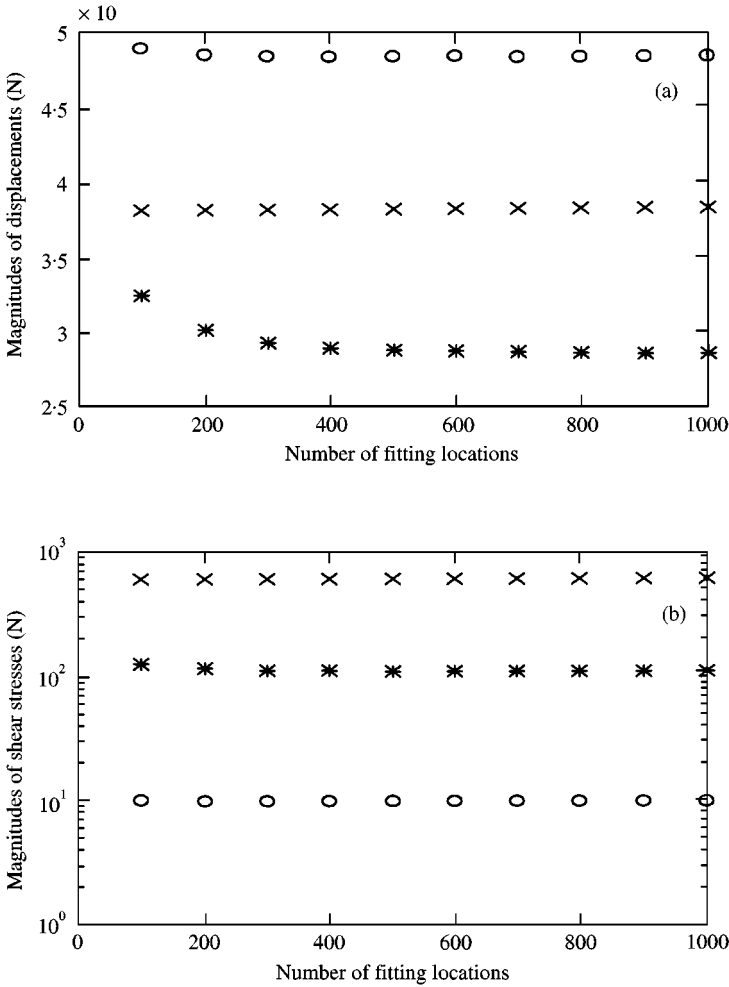 × 10
5
4·5
4
3·5
3
2·5
Magnitudes of displacements (N)
(a)
0 200 400 600 800 1000
Number of fitting locations
10³
10²
10¹
10⁰
Magnitudes of shear stresses (N)
(b)
0 200 400 600 800 1000
Number of fitting locations